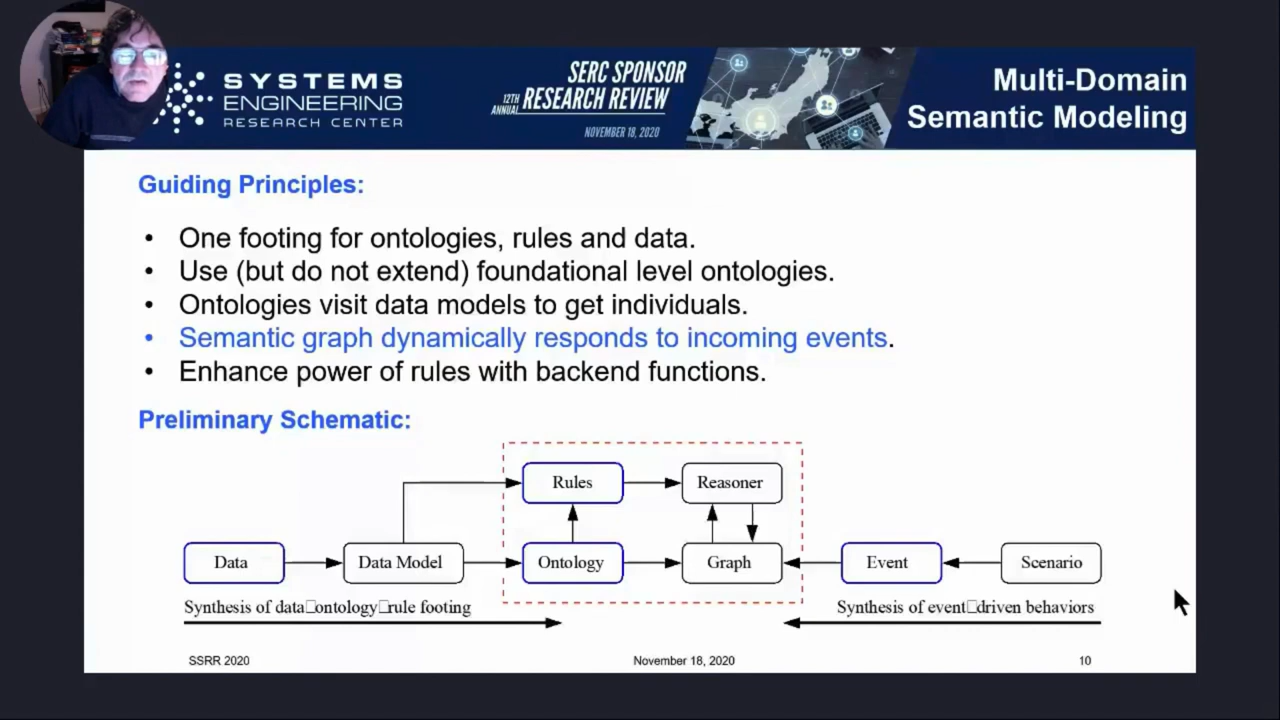 SYSTEMS
ENGINEERING
RESEARCH CENTER
SERC SPONSOR
12TH ANNUAL RESEARCH REVIEW
NOVEMBER 18, 2020
Multi-Domain
Semantic Modeling
Guiding Principles:
• One footing for ontologies, rules and data.
• Use (but do not extend) foundational level ontologies.
• Ontologies visit data models to get individuals.
• Semantic graph dynamically responds to incoming events.
• Enhance power of rules with backend functions.
Preliminary Schematic:
Rules Reasoner
Data Data Model Ontology Graph Event Scenario
Synthesis of data□ontology□rule footing Synthesis of event□driven behaviors
SSRR 2020 November 18, 2020 10